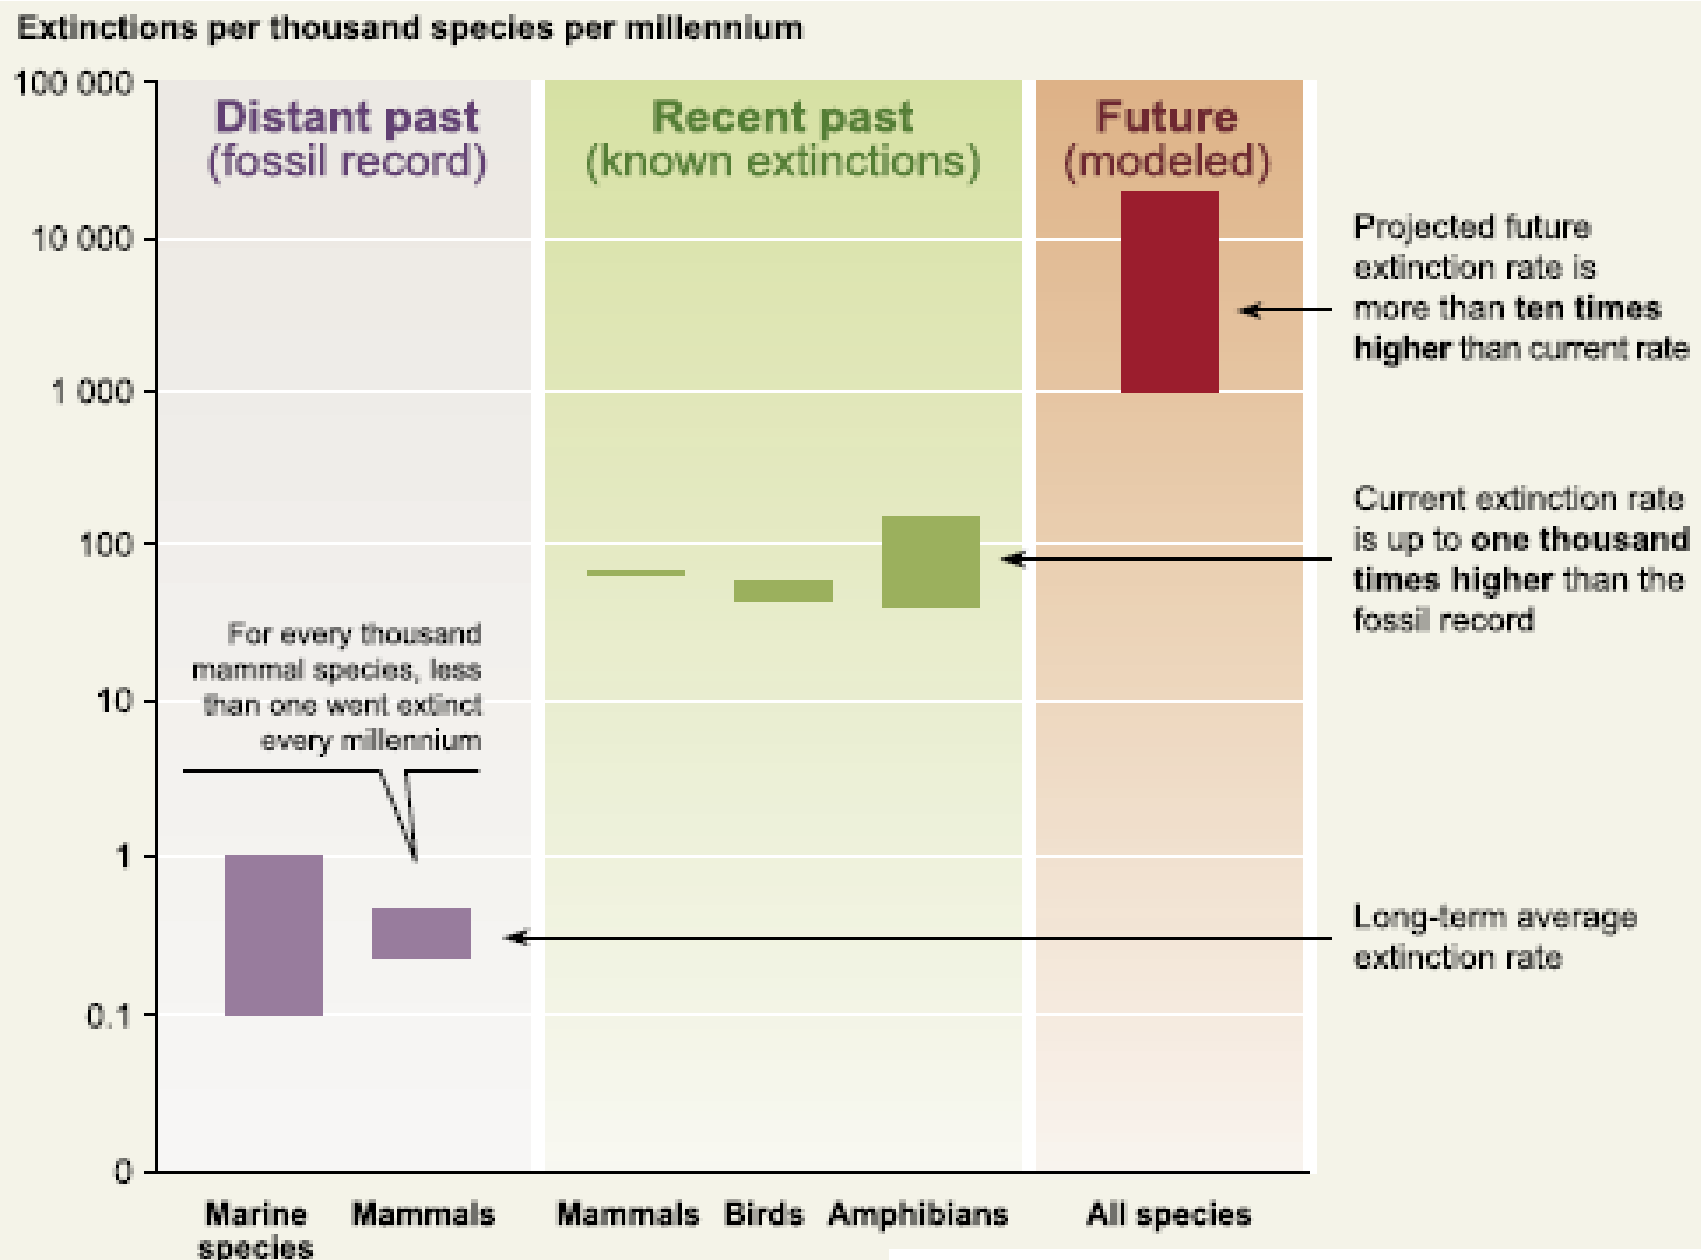 Extinctions per thousand species per millennium
100 000
10 000
1 000
100
10
1
0.1
0
Distant past
(fossil record)
Recent past
(known extinctions)
Future
(modeled)
Projected future
extinction rate is
more than ten times
higher than current rate
Current extinction rate
is up to one thousand
times higher than the
fossil record
For every thousand
mammal species, less
than one went extinct
every millennium
Long-term average
extinction rate
Marine
species
Mammals
Mammals
Birds
Amphibians
All species